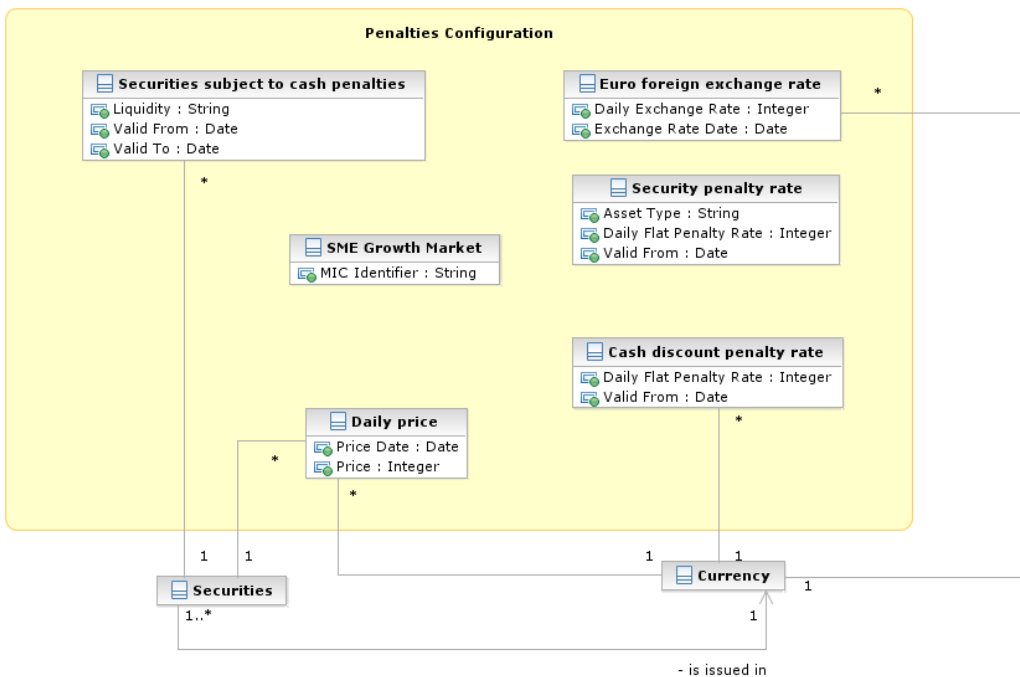 Penalties Configuration
Securities subject to cash penalties
Liquidity : String
Valid From : Date
Valid To : Date
*
Euro foreign exchange rate
Daily Exchange Rate : Integer
Exchange Rate Date : Date
*
Security penalty rate
Asset Type : String
Daily Flat Penalty Rate : Integer
Valid From : Date
SME Growth Market
MIC Identifier : String
Cash discount penalty rate
Daily Flat Penalty Rate : Integer
Valid From : Date
*
Daily price
Price Date : Date
Price : Integer
*
*
1
1
1
1
Securities
Currency
1
1..*
1
- is issued in